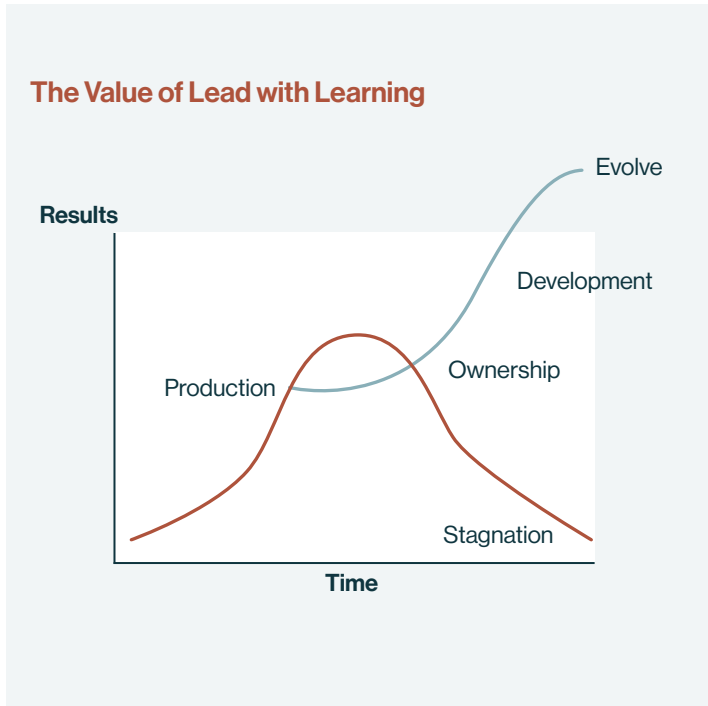 The Value of Lead with Learning
Evolve
Results
Development
Ownership
Production
Stagnation
Time